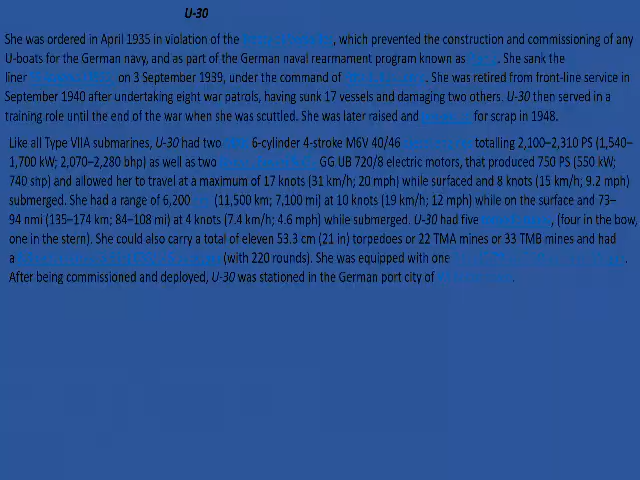 U-30
She was ordered in April 1935 in violation of the , which prevented the construction and commissioning of any
U-boats for the German navy, and as part of the German naval rearmament program known as . She sank the
liner on 3 September 1939, under the command of . She was retired from front-line service in
September 1940 after undertaking eight war patrols, having sunk 17 vessels and damaging two others. U-30 then served in a
training role until the end of the war when she was scuttled. She was later raised and for scrap in 1948.
Like all Type VIIA submarines, U-30 had two 6-cylinder 4-stroke M6V 40/46 totalling 2,100–2,310 PS (1,540–
1,700 kW; 2,070–2,280 bhp) as well as two GG UB 720/8 electric motors, that produced 750 PS (550 kW;
740 shp) and allowed her to travel at a maximum of 17 knots (31 km/h; 20 mph) while surfaced and 8 knots (15 km/h; 9.2 mph)
submerged. She had a range of 6,200 (11,500 km; 7,100 mi) at 10 knots (19 km/h; 12 mph) while on the surface and 73–
94 nmi (135–174 km; 84–108 mi) at 4 knots (7.4 km/h; 4.6 mph) while submerged. U-30 had five , (four in the bow,
one in the stern). She could also carry a total of eleven 53.3 cm (21 in) torpedoes or 22 TMA mines or 33 TMB mines and had
a (with 220 rounds). She was equipped with one .
After being commissioned and deployed, U-30 was stationed in the German port city of .